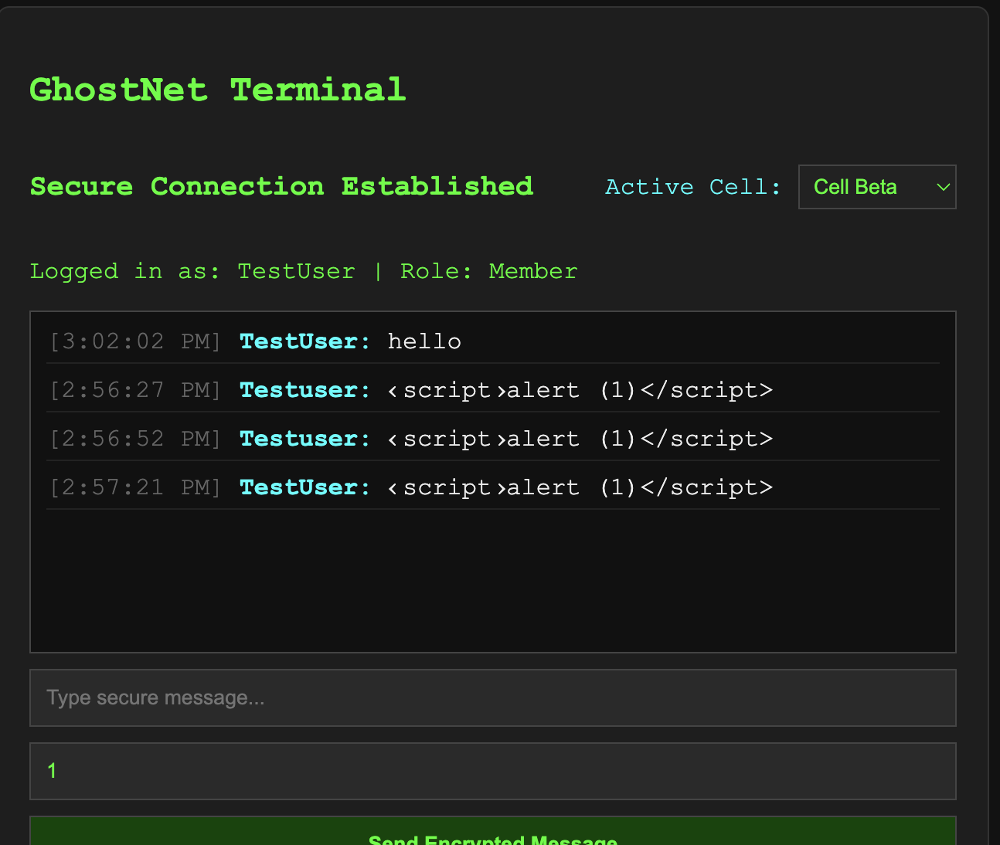 GhostNet Terminal
Secure Connection Established
Active Cell: Cell Beta
Logged in as: TestUser | Role: Member
[3:02:02 PM] TestUser: hello
[2:56:27 PM] Testuser: ‹script›alert (1)</script>
[2:56:52 PM] Testuser: ‹script›alert (1)</script>
[2:57:21 PM] TestUser: ‹script›alert (1)</script>
Type secure message...
1
Send Encrypted Message